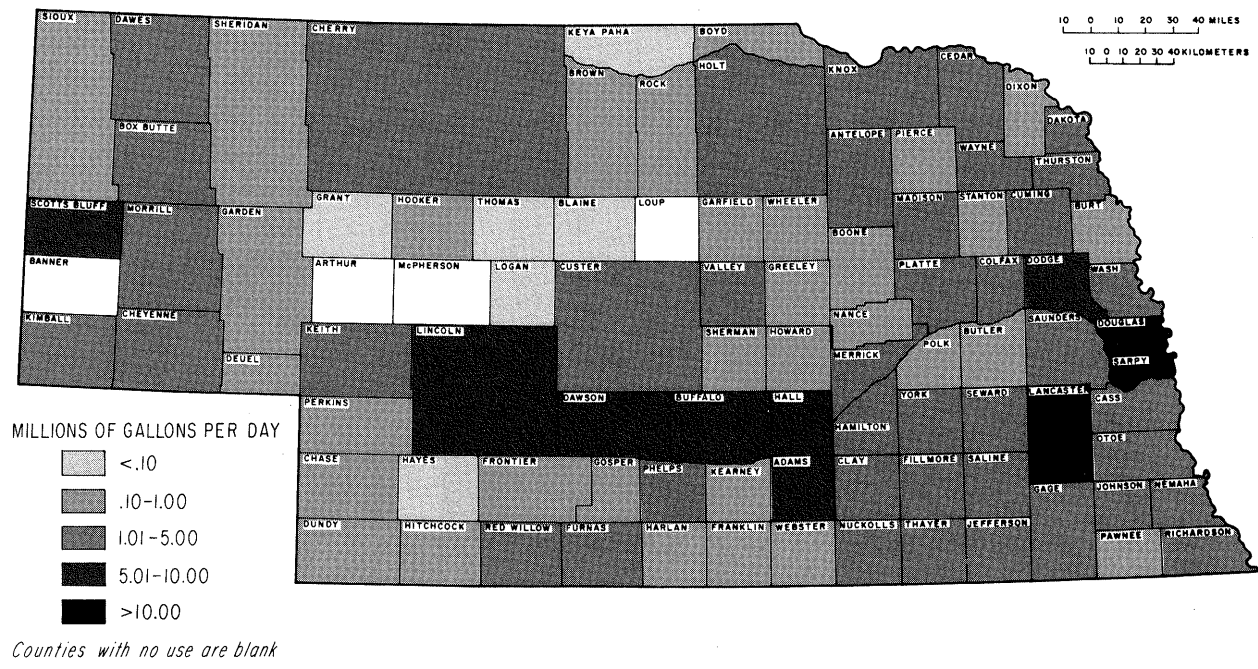 10 0 10 20 30 40 MILES
10 0 10 20 30 40 KILOMETERS
SIOUX DAWES SHERIDAN CHERRY KEYA PAHA BOYD
BROWN ROCK HOLT KNOX CEDAR DIXON
DAKOTA
BOX BUTTE ANTELOPE PIERCE WAYNE THURSTON
SCOTTS BLUFF MORRILL GARDEN GRANT HOOKER THOMAS BLAINE LOUP GARFIELD WHEELER BOONE MADISON STANTON CUMING BURT
BANNER ARTHUR McPHERSON LOGAN CUSTER VALLEY GREELEY PLATTE COLFAX DODGE WASH
KIMBALL CHEYENNE DEUEL KEITH LINCOLN SHERMAN HOWARD NANCE MERRICK POLK BUTLER SAUNDERS DOUGLAS
SARPY
PERKINS DAWSON BUFFALO HALL HAMILTON YORK SEWARD LANCASTER CASS
OTOE
CHASE HAYES FRONTIER GOSPER PHELPS KEARNEY ADAMS CLAY FILLMORE SALINE GAGE JOHNSON NEMAHA
DUNDY HITCHCOCK RED WILLOW FURNAS HARLAN FRANKLIN WEBSTER NUCKOLLS THAYER JEFFERSON PAWNEE RICHARDSON
MILLIONS OF GALLONS PER DAY
<.10
.10-1.00
1.01-5.00
5.01-10.00
>10.00
Counties with no use are blank